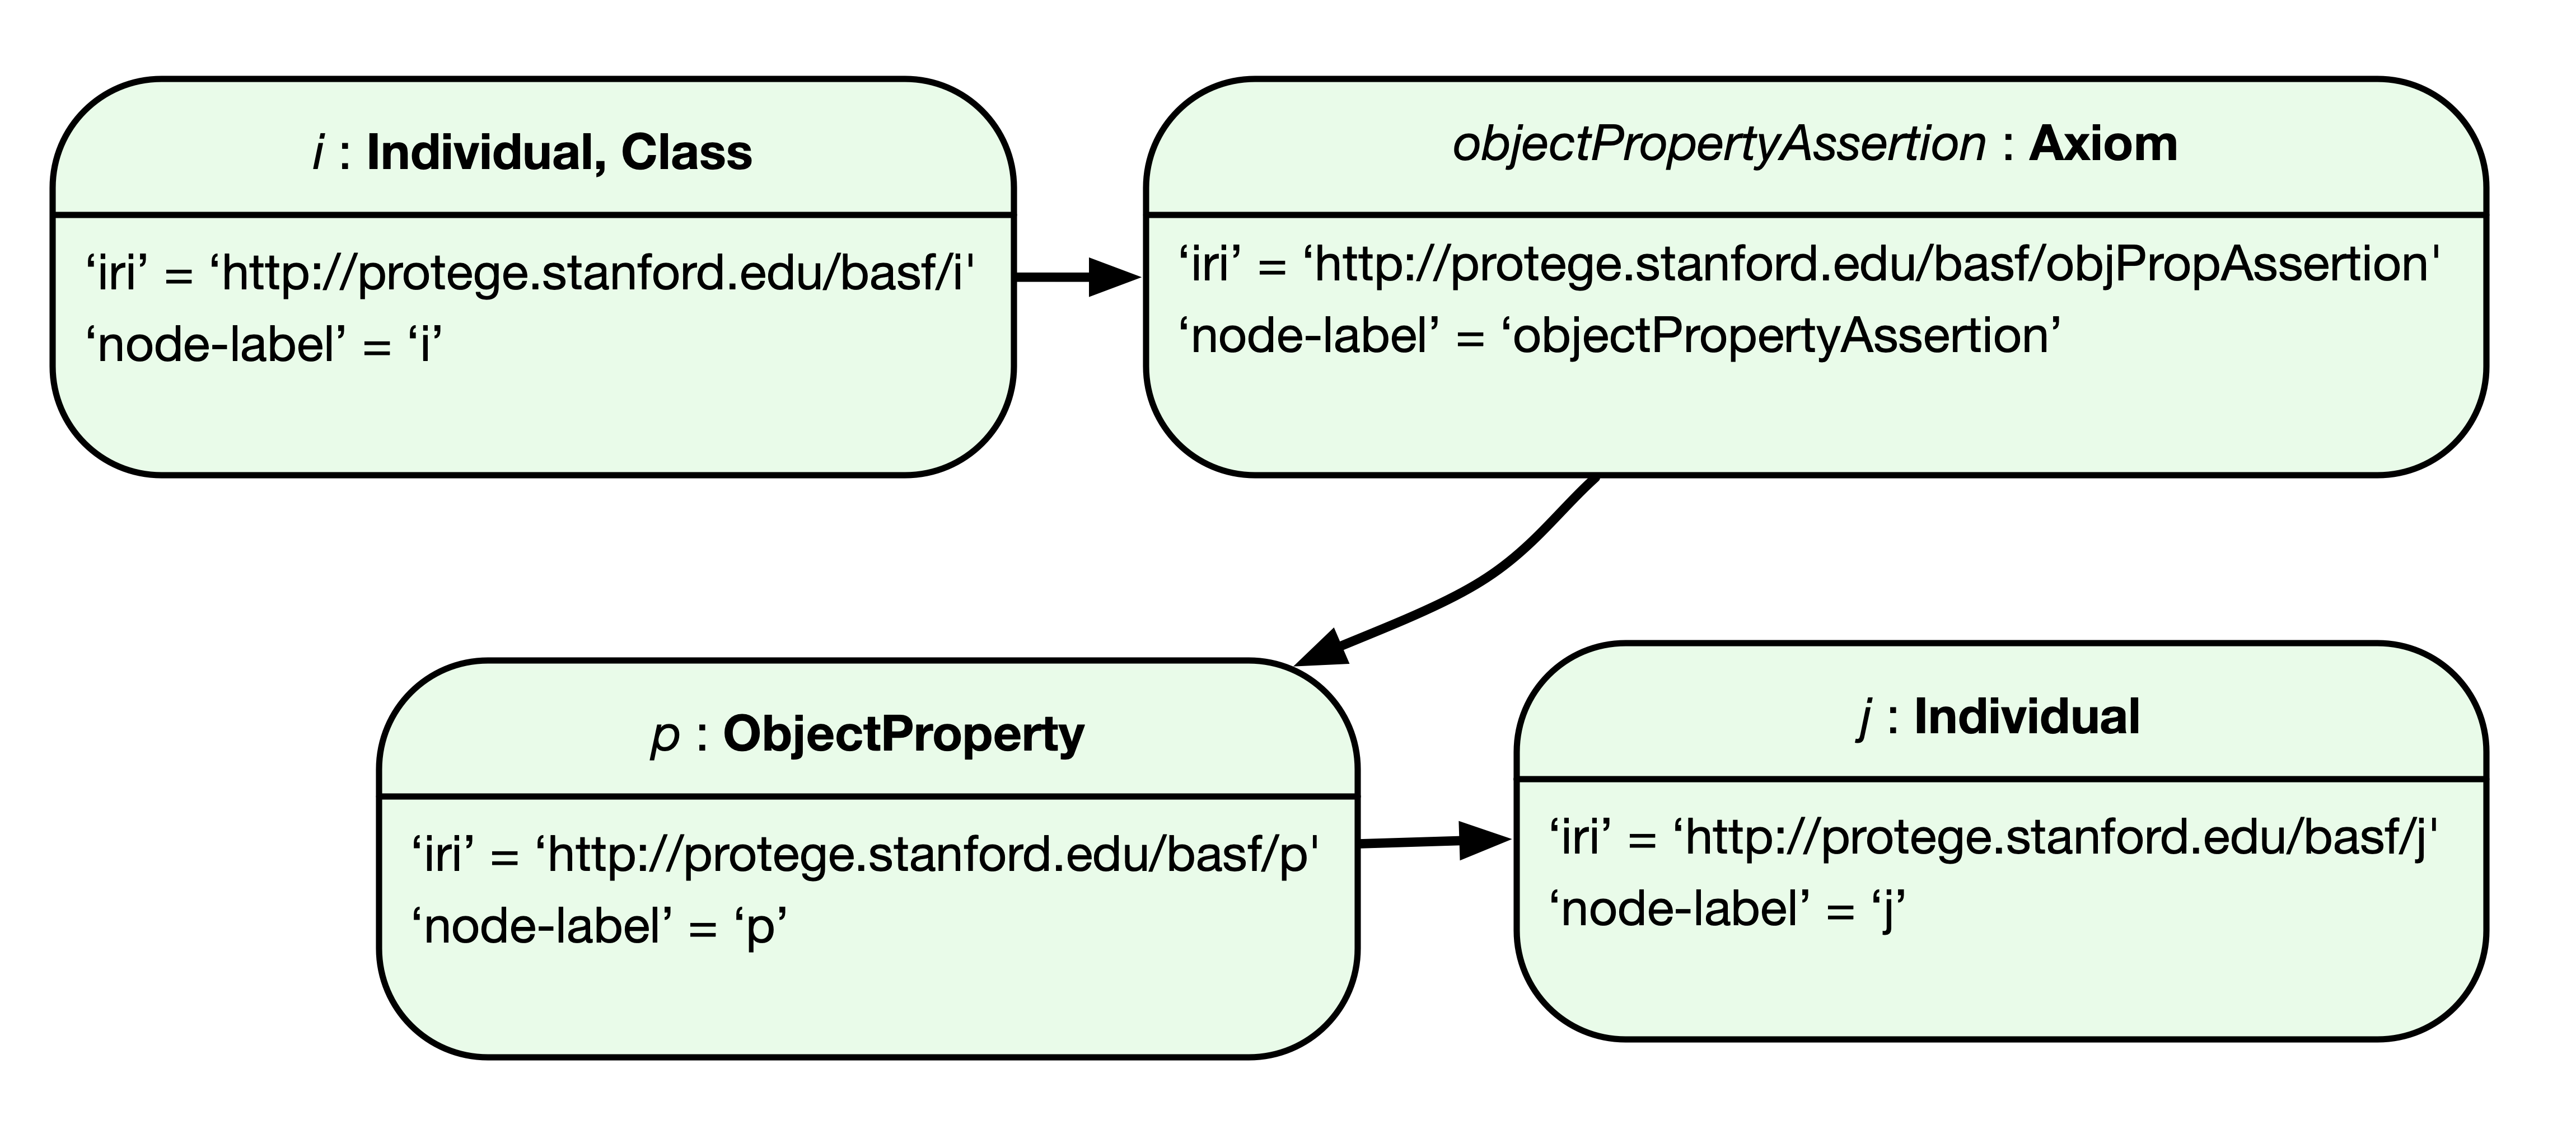 i : Individual, Class
‘iri’ = ‘http://protege.stanford.edu/basf/i'
‘node-label’ = ‘i’
objectPropertyAssertion : Axiom
‘iri’ = ‘http://protege.stanford.edu/basf/objPropAssertion'
‘node-label’ = ‘objectPropertyAssertion’
p : ObjectProperty
‘iri’ = ‘http://protege.stanford.edu/basf/p'
‘node-label’ = ‘p’
j : Individual
‘iri’ = ‘http://protege.stanford.edu/basf/j'
‘node-label’ = ‘j’